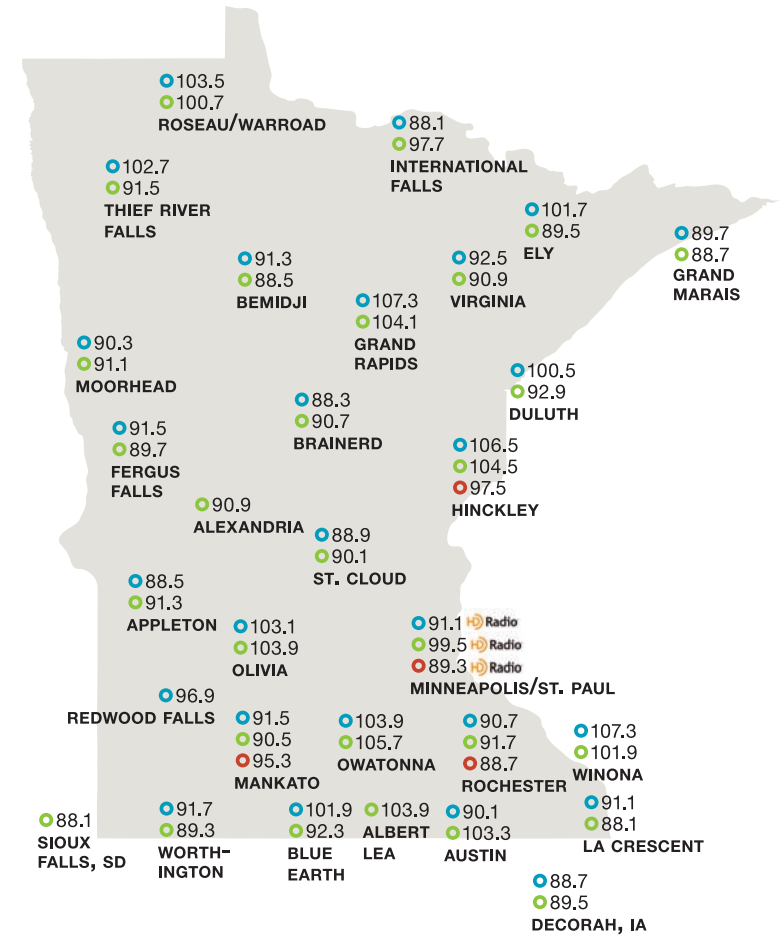 103.5
100.7
ROSEAU/WARROAD
88.1
97.7
INTERNATIONAL
FALLS
102.7
91.5
THIEF RIVER
FALLS
101.7
89.5
ELY
89.7
88.7
GRAND
MARAIS
91.3
88.5
BEMIDJI
92.5
90.9
VIRGINIA
107.3
104.1
GRAND
RAPIDS
90.3
91.1
MOORHEAD
100.5
92.9
DULUTH
88.3
90.7
BRAINERD
91.5
89.7
FERGUS
FALLS
106.5
104.5
97.5
HINCKLEY
90.9
ALEXANDRIA
88.9
90.1
ST. CLOUD
88.5
91.3
APPLETON
103.1
103.9
OLIVIA
91.1 HD Radio
99.5 HD Radio
89.3 HD Radio
MINNEAPOLIS/ST. PAUL
96.9
REDWOOD FALLS
91.5
90.5
95.3
MANKATO
103.9
105.7
OWATONNA
90.7
91.7
88.7
ROCHESTER
107.3
101.9
WINONA
88.1
SIOUX
FALLS, SD
91.7
89.3
WORTH-
INGTON
101.9
92.3
BLUE
EARTH
103.9
ALBERT
LEA
90.1
103.3
AUSTIN
91.1
88.1
LA CRESCENT
88.7
89.5
DECORAH, IA